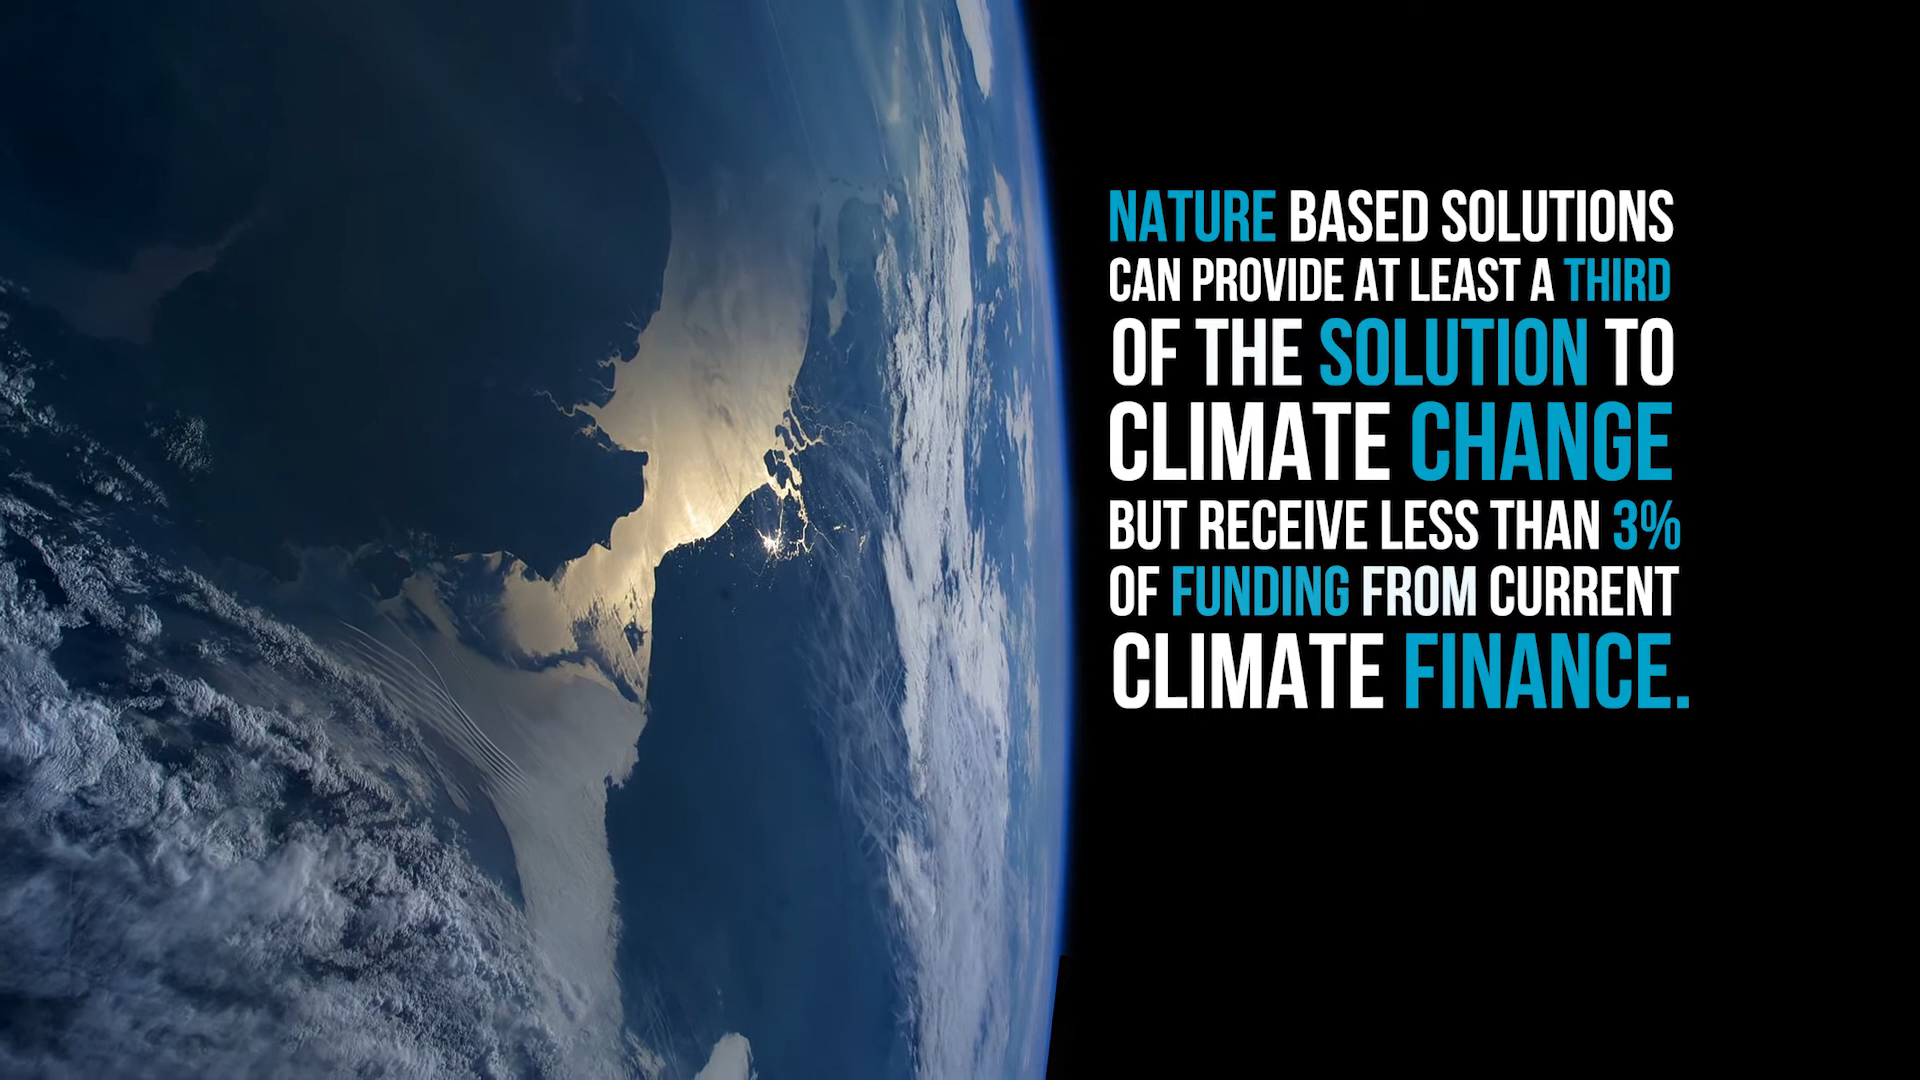 NATURE BASED SOLUTIONS
CAN PROVIDE AT LEAST A THIRD
OF THE SOLUTION TO
CLIMATE CHANGE
BUT RECEIVE LESS THAN 3%
OF FUNDING FROM CURRENT
CLIMATE FINANCE.